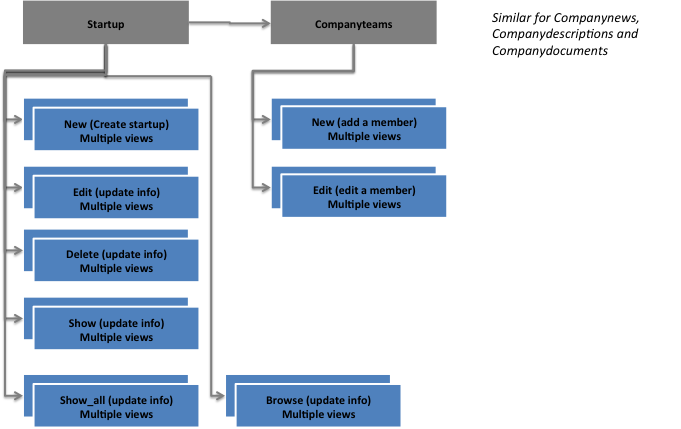 Startup
Companyteams
Similar for Companynews,
Companydescriptions and
Companydocuments
New (Create startup)
Multiple views
New (add a member)
Multiple views
Edit (update info)
Multiple views
Edit (edit a member)
Multiple views
Delete (update info)
Multiple views
Show (update info)
Multiple views
Show_all (update info)
Multiple views
Browse (update info)
Multiple views